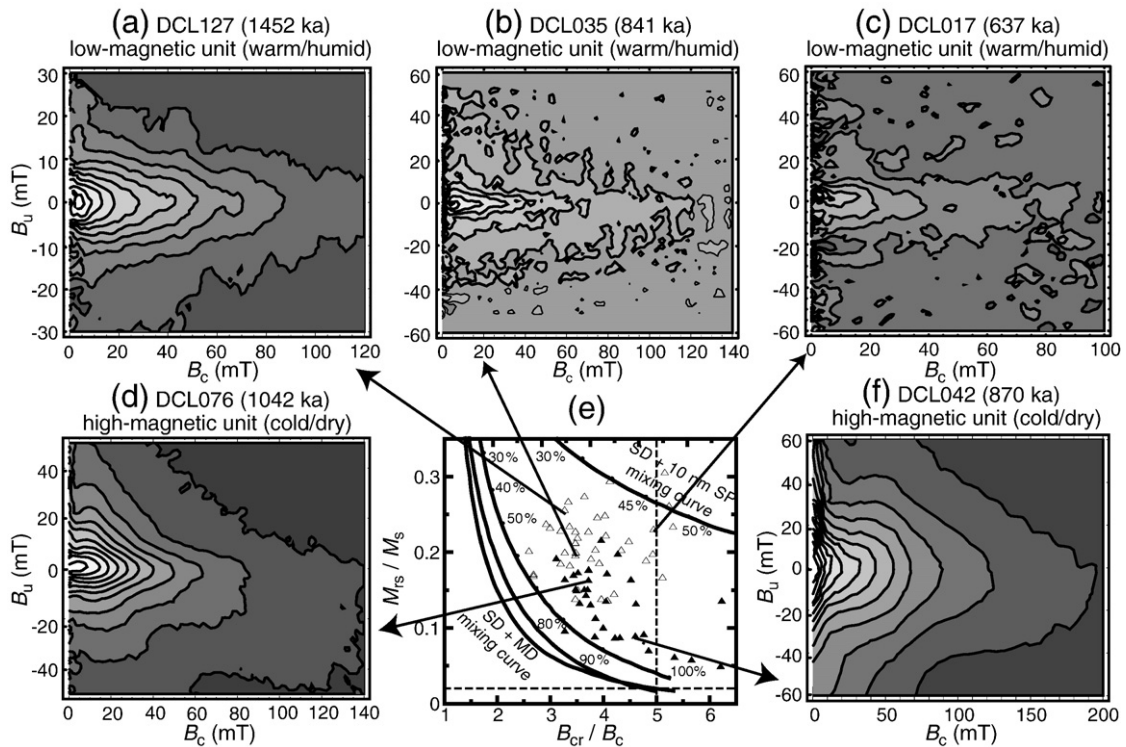 (a) DCL127 (1452 ka)
low-magnetic unit (warm/humid)
30
20
10
0
-10
-20
-30
Bu (mT)
0 20 40 60 80 100 120
Bc (mT)
(b) DCL035 (841 ka)
low-magnetic unit (warm/humid)
60
40
20
0
-20
-40
-60
0 20 40 60 80 100 120 140
Bc (mT)
(c) DCL017 (637 ka)
low-magnetic unit (warm/humid)
60
40
20
0
-20
-40
-60
0 20 40 60 80 100
Bc (mT)
(d) DCL076 (1042 ka)
high-magnetic unit (cold/dry)
40
20
0
-20
-40
Bu (mT)
0 20 40 60 80 100 120 140
Bc (mT)
(e)
0.3
0.2
0.1
0
Mrs / Ms
30%
30%
40%
50%
45%
50%
80%
90%
100%
SD + 10 nm SP
mixing curve
SD + MD
mixing curve
1 2 3 4 5 6
Bcr / Bc
(f) DCL042 (870 ka)
high-magnetic unit (cold/dry)
60
40
20
0
-20
-40
-60
Bu (mT)
0 50 100 150 200
Bc (mT)